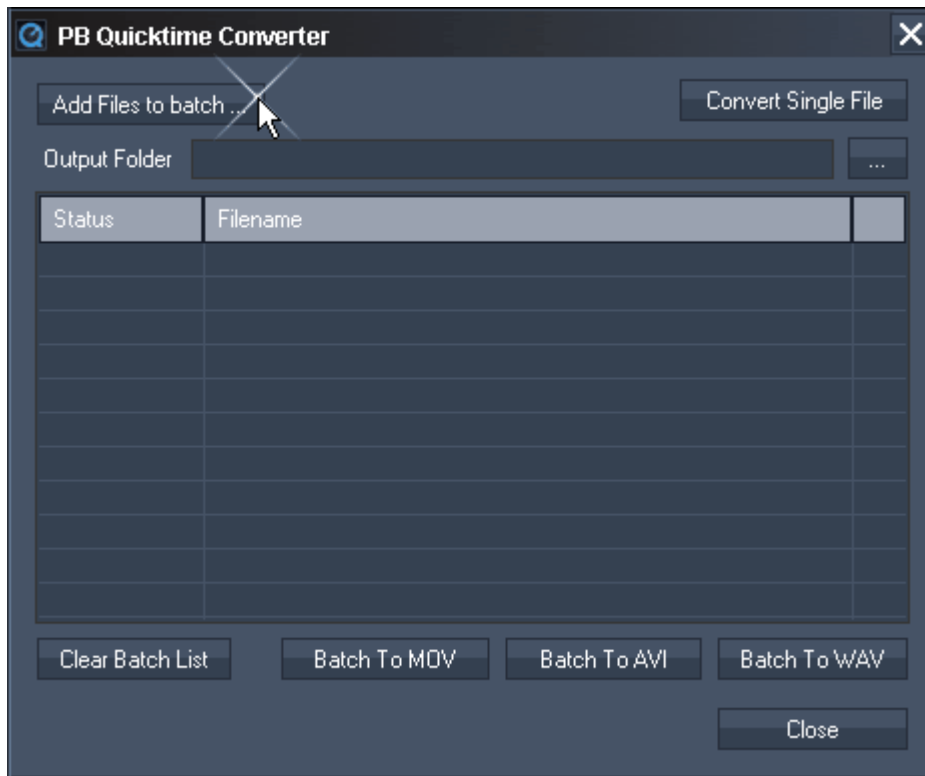 PB Quicktime Converter
Add Files to batch ...
Convert Single File
Output Folder
...
Status Filename
Clear Batch List
Batch To MOV
Batch To AVI
Batch To WAV
Close